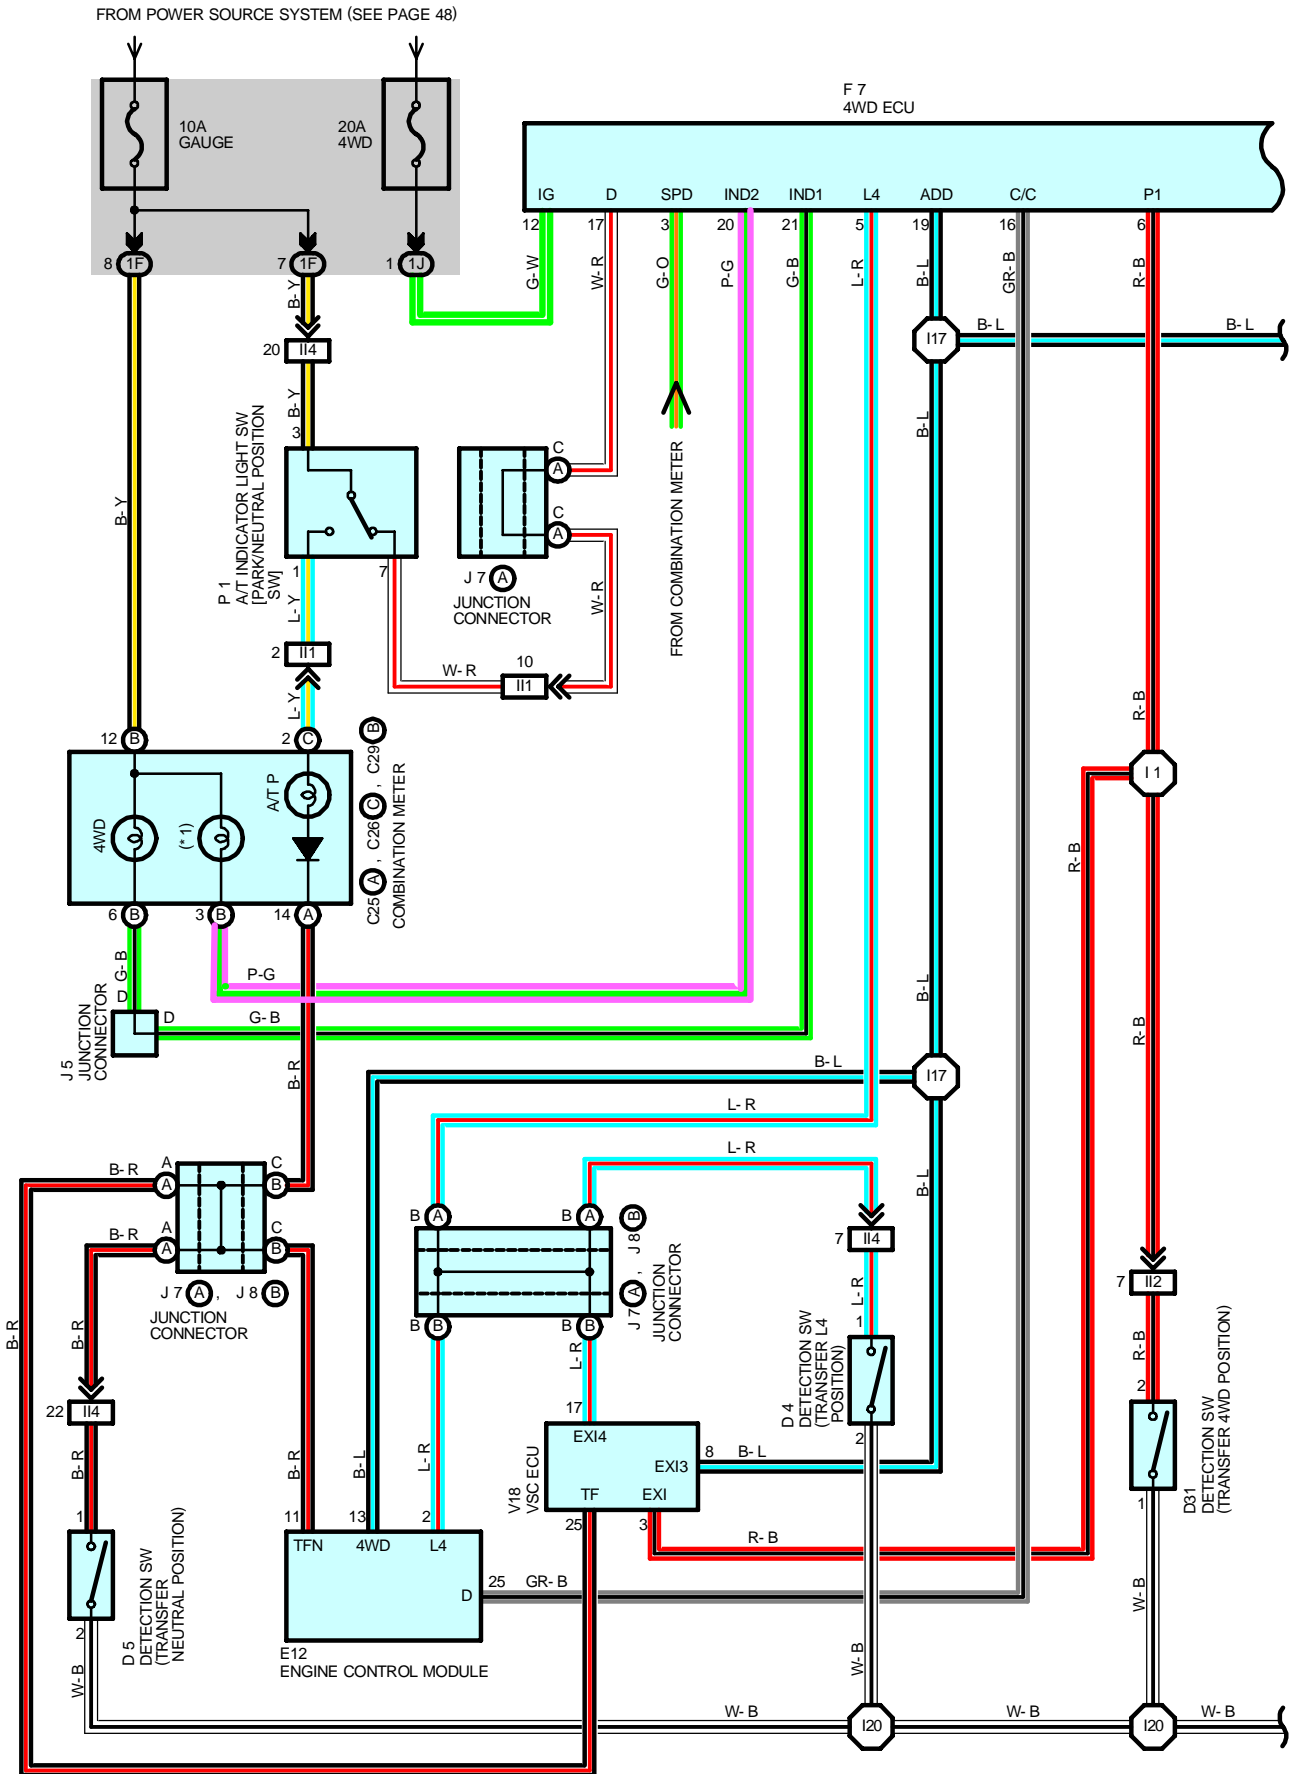 FROM POWER SOURCE SYSTEM (SEE PAGE 48)
10A
GAUGE
20A
4WD
F 7
4WD ECU
IG
D
SPD
IND2
IND1
L4
ADD
C/C
P1
12
17
3
20
21
5
19
16
6
8
1F
7
1F
1
1J
G- W
W- R
G- O
P-G
G- B
L- R
B- L
GR- B
R- B
B- Y
20
II4
I17
B- L
B- L
B- Y
B- L
3
P 1
A/T INDICATOR LIGHT SW
[PARK/NEUTRAL POSITION
SW]
B- Y
C
A
C
A
1
7
J 7 A
JUNCTION
CONNECTOR
FROM COMBINATION METER
L- Y
W- R
2
II1
W- R
10
II1
L- Y
R- B
12
B
2
C
I 1
4WD
(* 1)
A/T P
C25 A , C26 C , C29 B
COMBINATION METER
R- B
6
B
3
B
14
A
G- B
D
P-G
B- L
J 5
JUNCTION
CONNECTOR
D
G- B
R- B
B- R
B- L
I17
L- R
L- R
A
A
B- R
C
B
A
A
B- R
C
B
B- L
B
A
B
A
7
II4
J 7 A , J 8 B
JUNCTION
CONNECTOR
J 7 A , J 8 B
JUNCTION
CONNECTOR
7
II2
B
B
B
B
L- R
1
B- R
B- R
L- R
D 4
DETECTION SW
(TRANSFER L4
POSITION)
R- B
2
22
II4
17
2
D31
DETECTION SW
(TRANSFER 4WD POSITION)
B- R
B- R
B- L
L- R
V18
VSC ECU
EXI4
EXI3
TF
EXI
8
B- L
1
1
11
13
2
25
3
R- B
TFN
4WD
L4
D
25
GR- B
D 5
DETECTION SW
(TRANSFER
NEUTRAL POSITION)
2
E12
ENGINE CONTROL MODULE
W- B
W- B
W- B
W- B
I20
W- B
I20
W- B